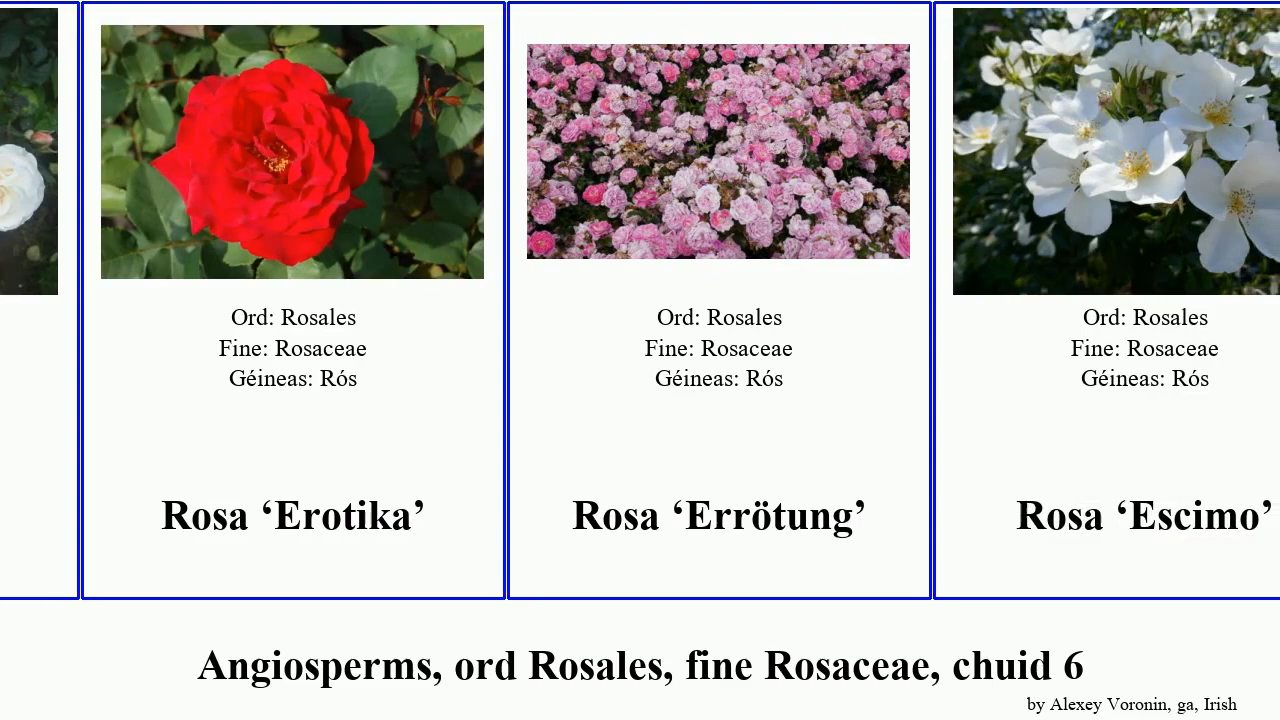 Ord: Rosales
Fine: Rosaceae
Géineas: Rós
Rosa ‘Erotika’
Ord: Rosales
Fine: Rosaceae
Géineas: Rós
Rosa ‘Errötung’
Ord: Rosales
Fine: Rosaceae
Géineas: Rós
Rosa ‘Escimo’
Angiosperms, ord Rosales, fine Rosaceae, chuid 6
by Alexey Voronin, ga, Irish